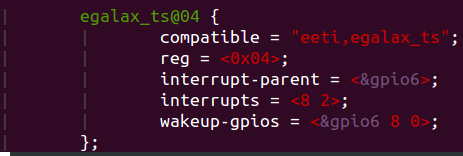 egalax_ts@04 {
compatible = "eeti,egalax_ts";
reg = <0x04>;
interrupt-parent = <&gpio6>;
interrupts = <8 2>;
wakeup-gpios = <&gpio6 8 0>;
};